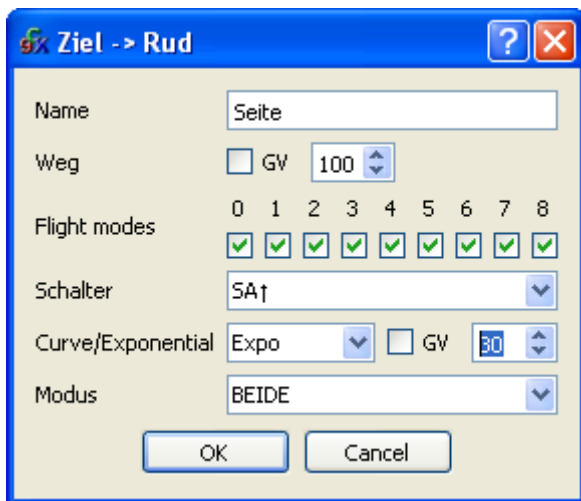 Ziel -> Rud
Name Seite
Weg GV 100
0 1 2 3 4 5 6 7 8
Flight modes
Schalter SA↑
Curve/Exponential Expo GV 30
Modus BEIDE
OK Cancel